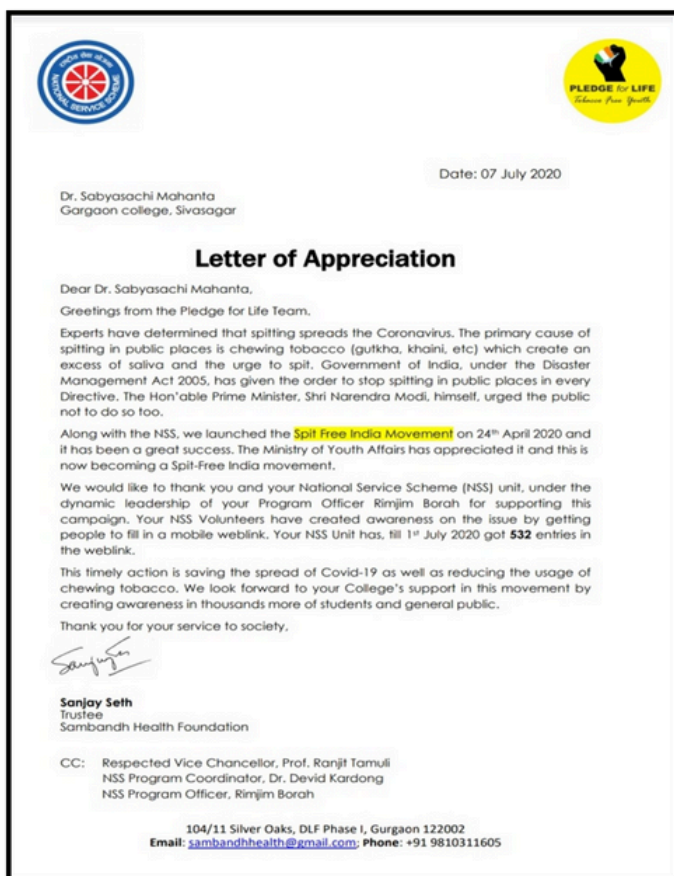 राष्ट्रीय सेवा योजना
NATIONAL SERVICE SCHEME
PLEDGE for LIFE
Tobacco Free Youth
Date: 07 July 2020
Dr. Sabyasachi Mahanta
Gargaon college, Sivasagar
Letter of Appreciation
Dear Dr. Sabyasachi Mahanta,
Greetings from the Pledge for Life Team.
Experts have determined that spitting spreads the Coronavirus. The primary cause of
spitting in public places is chewing tobacco (gutkha, khaini, etc) which create an
excess of saliva and the urge to spit. Government of India, under the Disaster
Management Act 2005, has given the order to stop spitting in public places in every
Directive. The Hon'able Prime Minister, Shri Narendra Modi, himself, urged the public
not to do so too.
Along with the NSS, we launched the Spit Free India Movement on 24th April 2020 and
it has been a great success. The Ministry of Youth Affairs has appreciated it and this is
now becoming a Spit-Free India movement.
We would like to thank you and your National Service Scheme (NSS) unit, under the
dynamic leadership of your Program Officer Rimjim Borah for supporting this
campaign. Your NSS Volunteers have created awareness on the issue by getting
people to fill in a mobile weblink. Your NSS Unit has, till 1st July 2020 got 532 entries in
the weblink.
This timely action is saving the spread of Covid-19 as well as reducing the usage of
chewing tobacco. We look forward to your College's support in this movement by
creating awareness in thousands more of students and general public.
Thank you for your service to society,
Sanjay Seth
Trustee
Sambandh Health Foundation
CC: Respected Vice Chancellor, Prof. Ranjit Tamuli
NSS Program Coordinator, Dr. Devid Kardong
NSS Program Officer, Rimjim Borah
104/11 Silver Oaks, DLF Phase I, Gurgaon 122002
Email: sambandhhealth@gmail.com; Phone: +91 9810311605